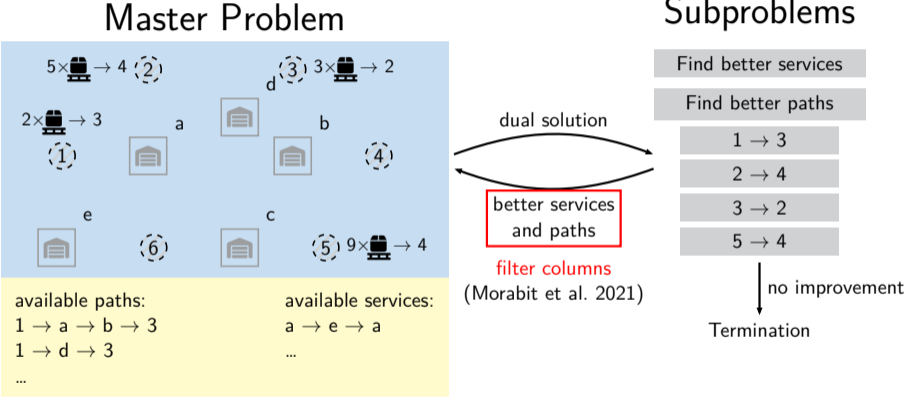 Master Problem
5× → 4 2
3 3× → 2
d
2× → 3
a
b
1
4
e
c
6
5 9× → 4
available paths:
1 → a → b → 3
1 → d → 3
...
available services:
a → e → a
...
dual solution
better services
and paths
filter columns
(Morabit et al. 2021)
Subproblems
Find better services
Find better paths
1 → 3
2 → 4
3 → 2
5 → 4
no improvement
Termination